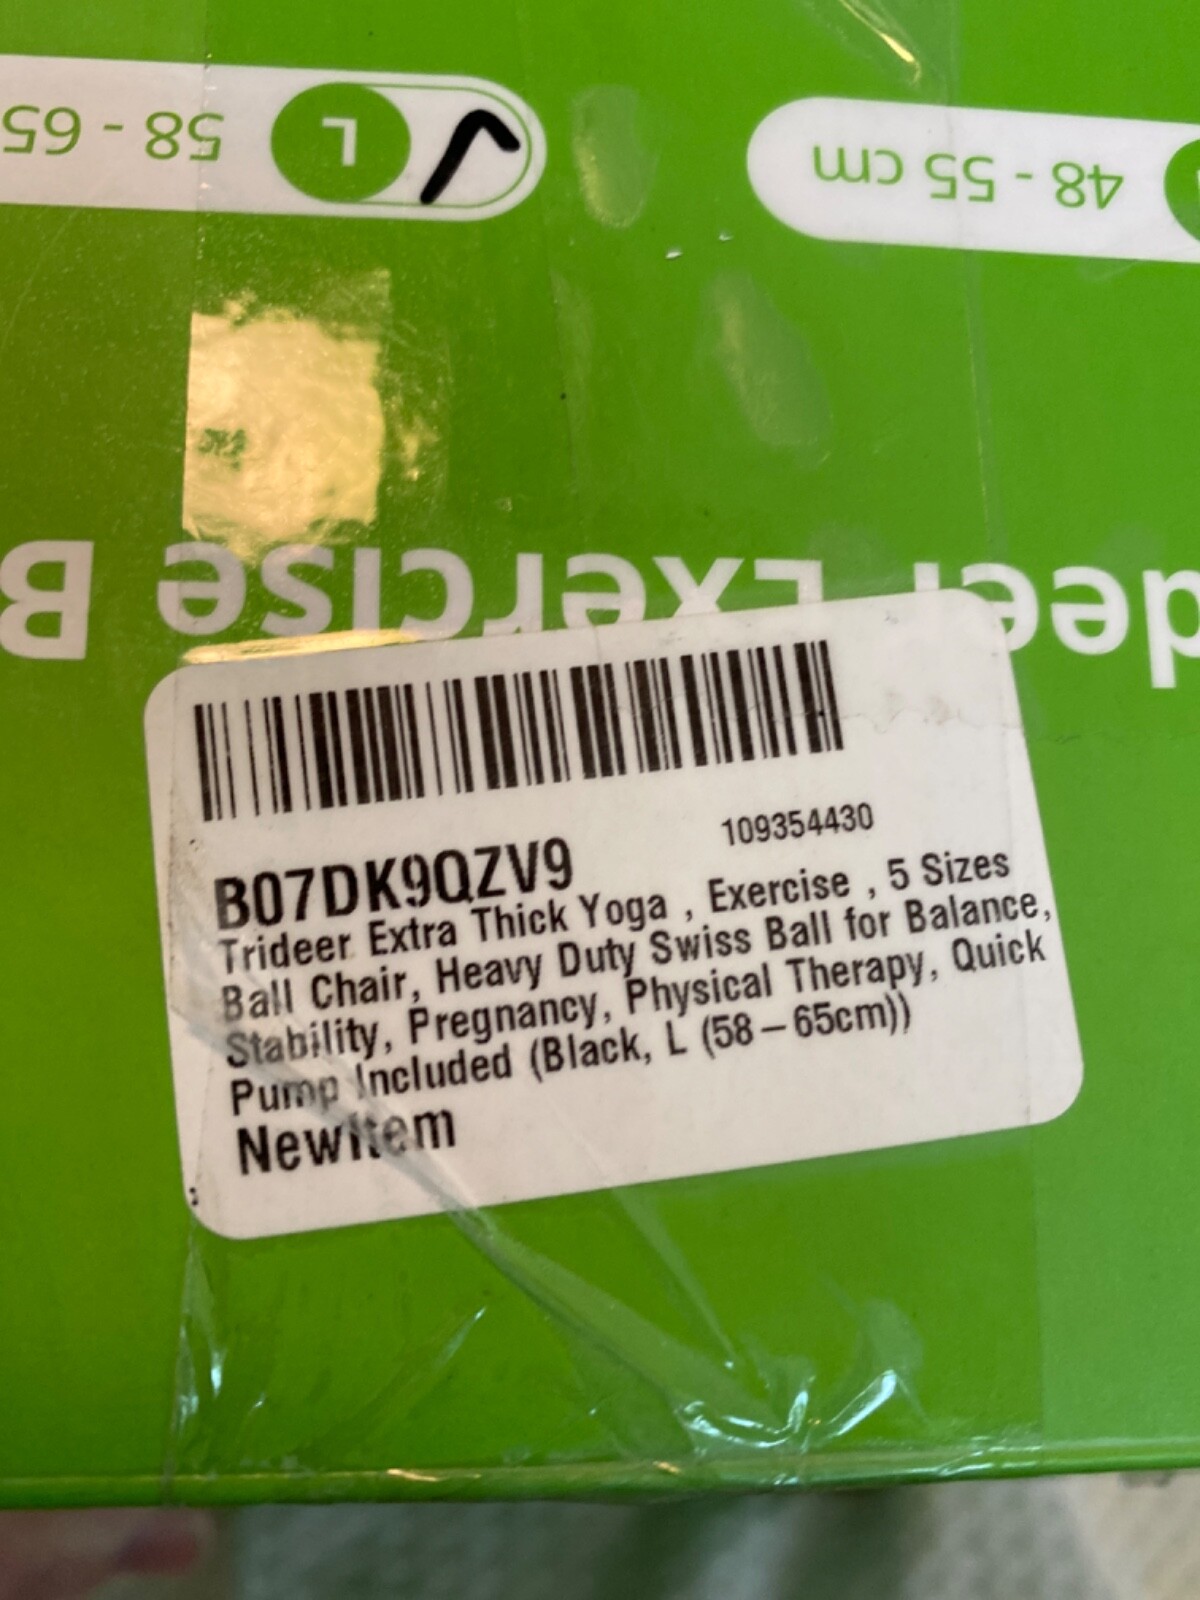 58 - 65
L
48 - 55 cm
deer Exercise B
109354430
B07DK9QZV9
Trideer Extra Thick Yoga , Exercise , 5 Sizes
Ball Chair, Heavy Duty Swiss Ball for Balance,
Stability, Pregnancy, Physical Therapy, Quick
Pump Included (Black, L (58–65cm))
NewItem